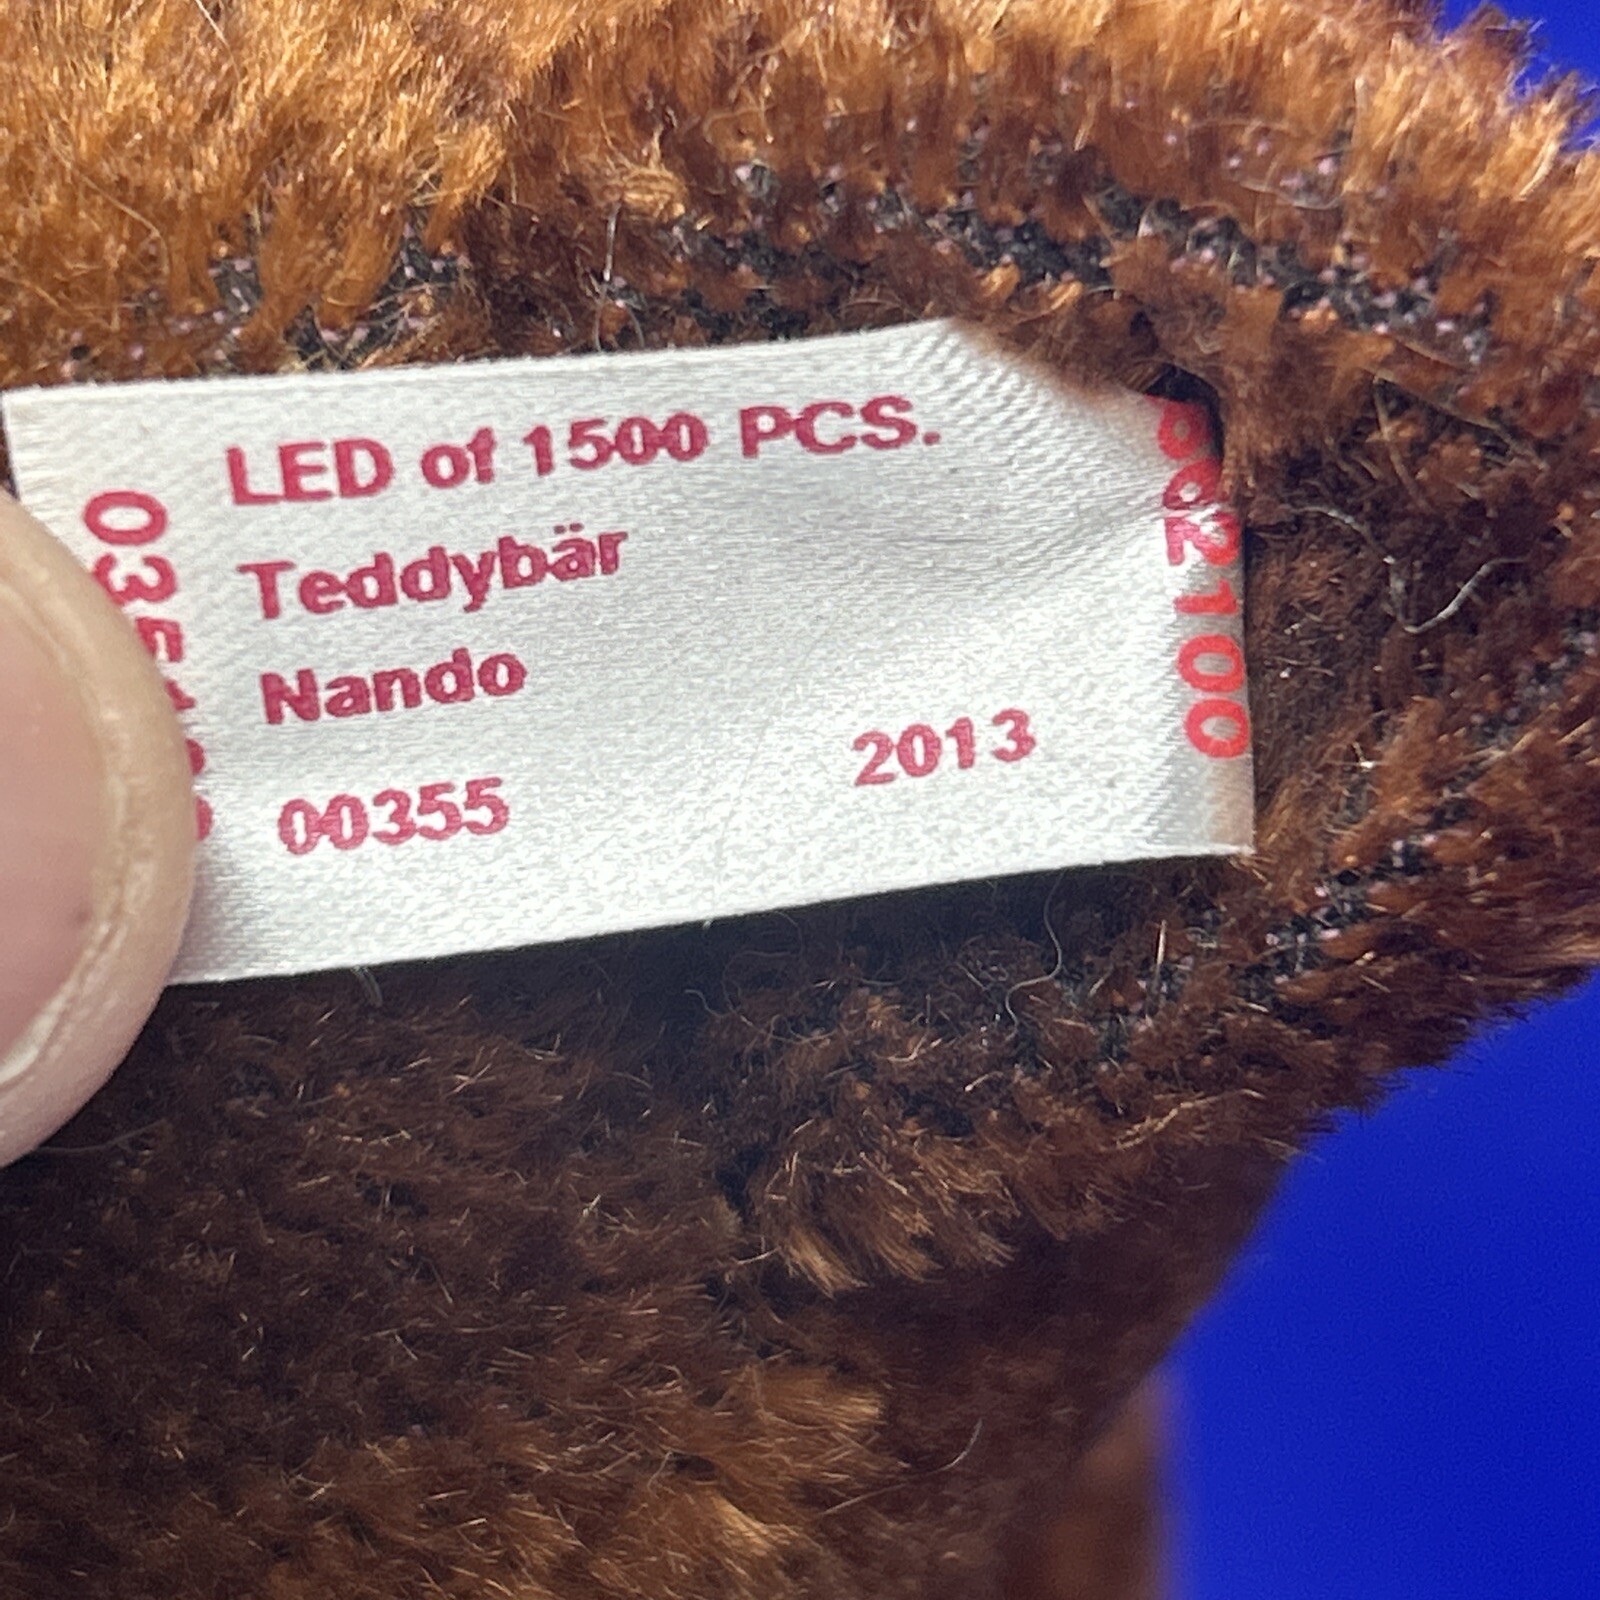 LED of 1500 PCS.
Teddybär
Nando
00355 2013